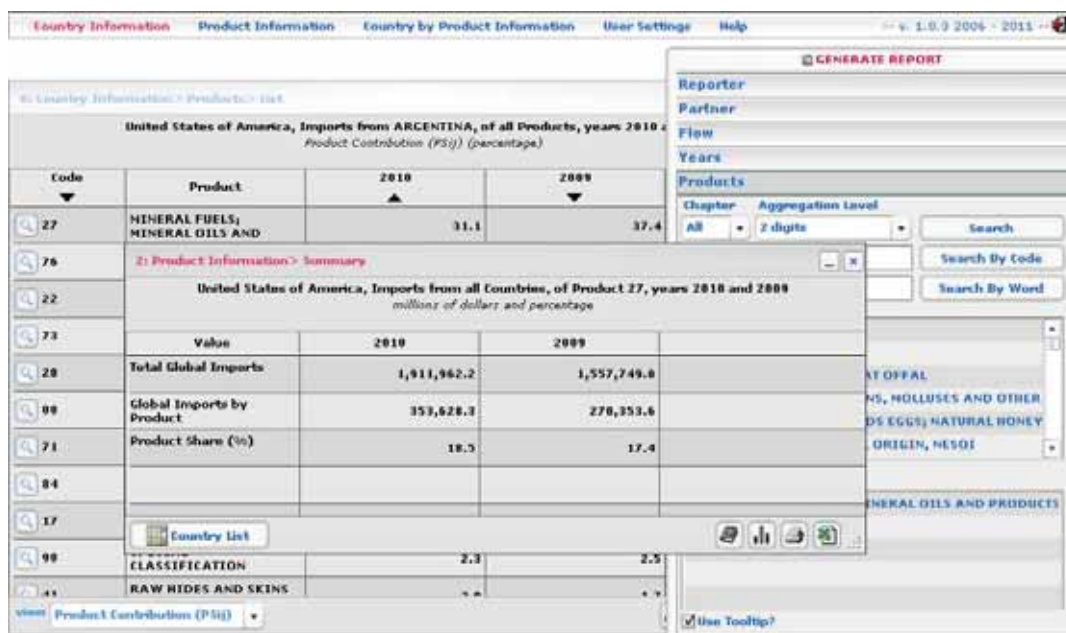 Country Information Product Information Country by Product Information User Settings Help v. 1.0.0 2006 - 2011
GENERATE REPORT
Reporter
Partner
Flow
Years
Products
Chapter Aggregation Level
All 2 digits Search
Search By Code
Search By Word
Country Information> Products> List
United States of America, Imports from ARGENTINA, of all Products, years 2010
Product Contribution (PSij) (percentage)
Code Product 2010 2009
27 MINERAL FUELS; MINERAL OILS AND 31.1 37.4
76
22
73
20
71
84
17
90 CLASSIFICATION 2.3 2.5
41 RAW HIDES AND SKINS
2: Product Information> Summary
United States of America, Imports from all Countries, of Product 27, years 2010 and 2009
millions of dollars and percentage
Value 2010 2009
Total Global Imports 1,911,962.2 1,557,749.0
Global Imports by Product 353,628.3 270,353.6
Product Share (%) 18.5 17.4
Country List
AT OFFAL
NS, MOLLUSCS AND OTHER
DS EGGS; NATURAL HONEY
ORIGIN, NESOI
INERAL OILS AND PRODUCTS
view: Product Contribution (PSij)
Use Tooltip?